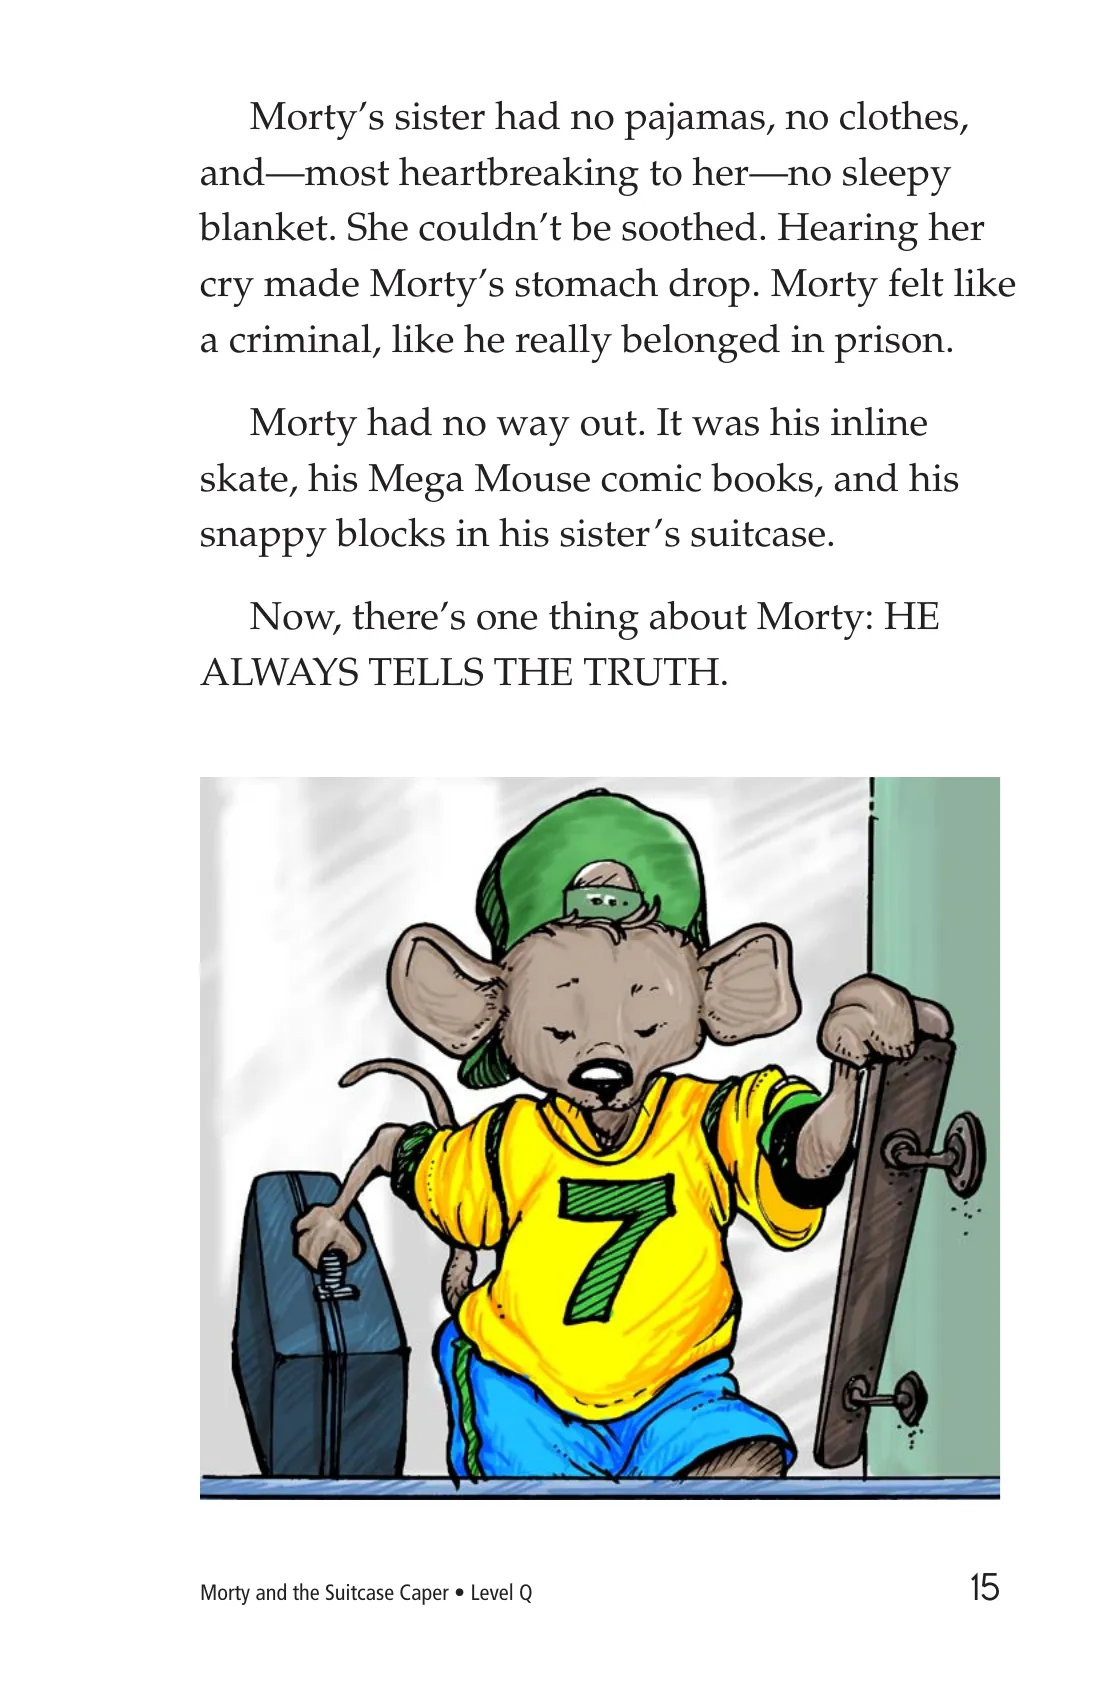 Morty’s sister had no pajamas, no clothes,
and—most heartbreaking to her—no sleepy
blanket. She couldn’t be soothed. Hearing her
cry made Morty’s stomach drop. Morty felt like
a criminal, like he really belonged in prison.
Morty had no way out. It was his inline
skate, his Mega Mouse comic books, and his
snappy blocks in his sister’s suitcase.
Now, there’s one thing about Morty: HE
ALWAYS TELLS THE TRUTH.
7
Morty and the Suitcase Caper • Level Q 15